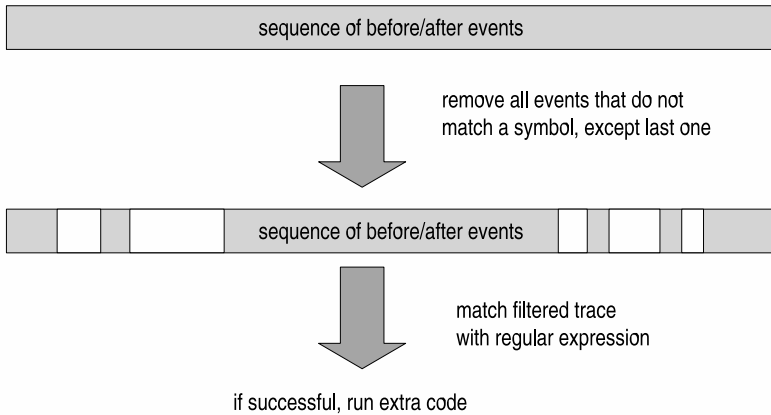 sequence of before/after events
remove all events that do not
match a symbol, except last one
sequence of before/after events
match filtered trace
with regular expression
if successful, run extra code